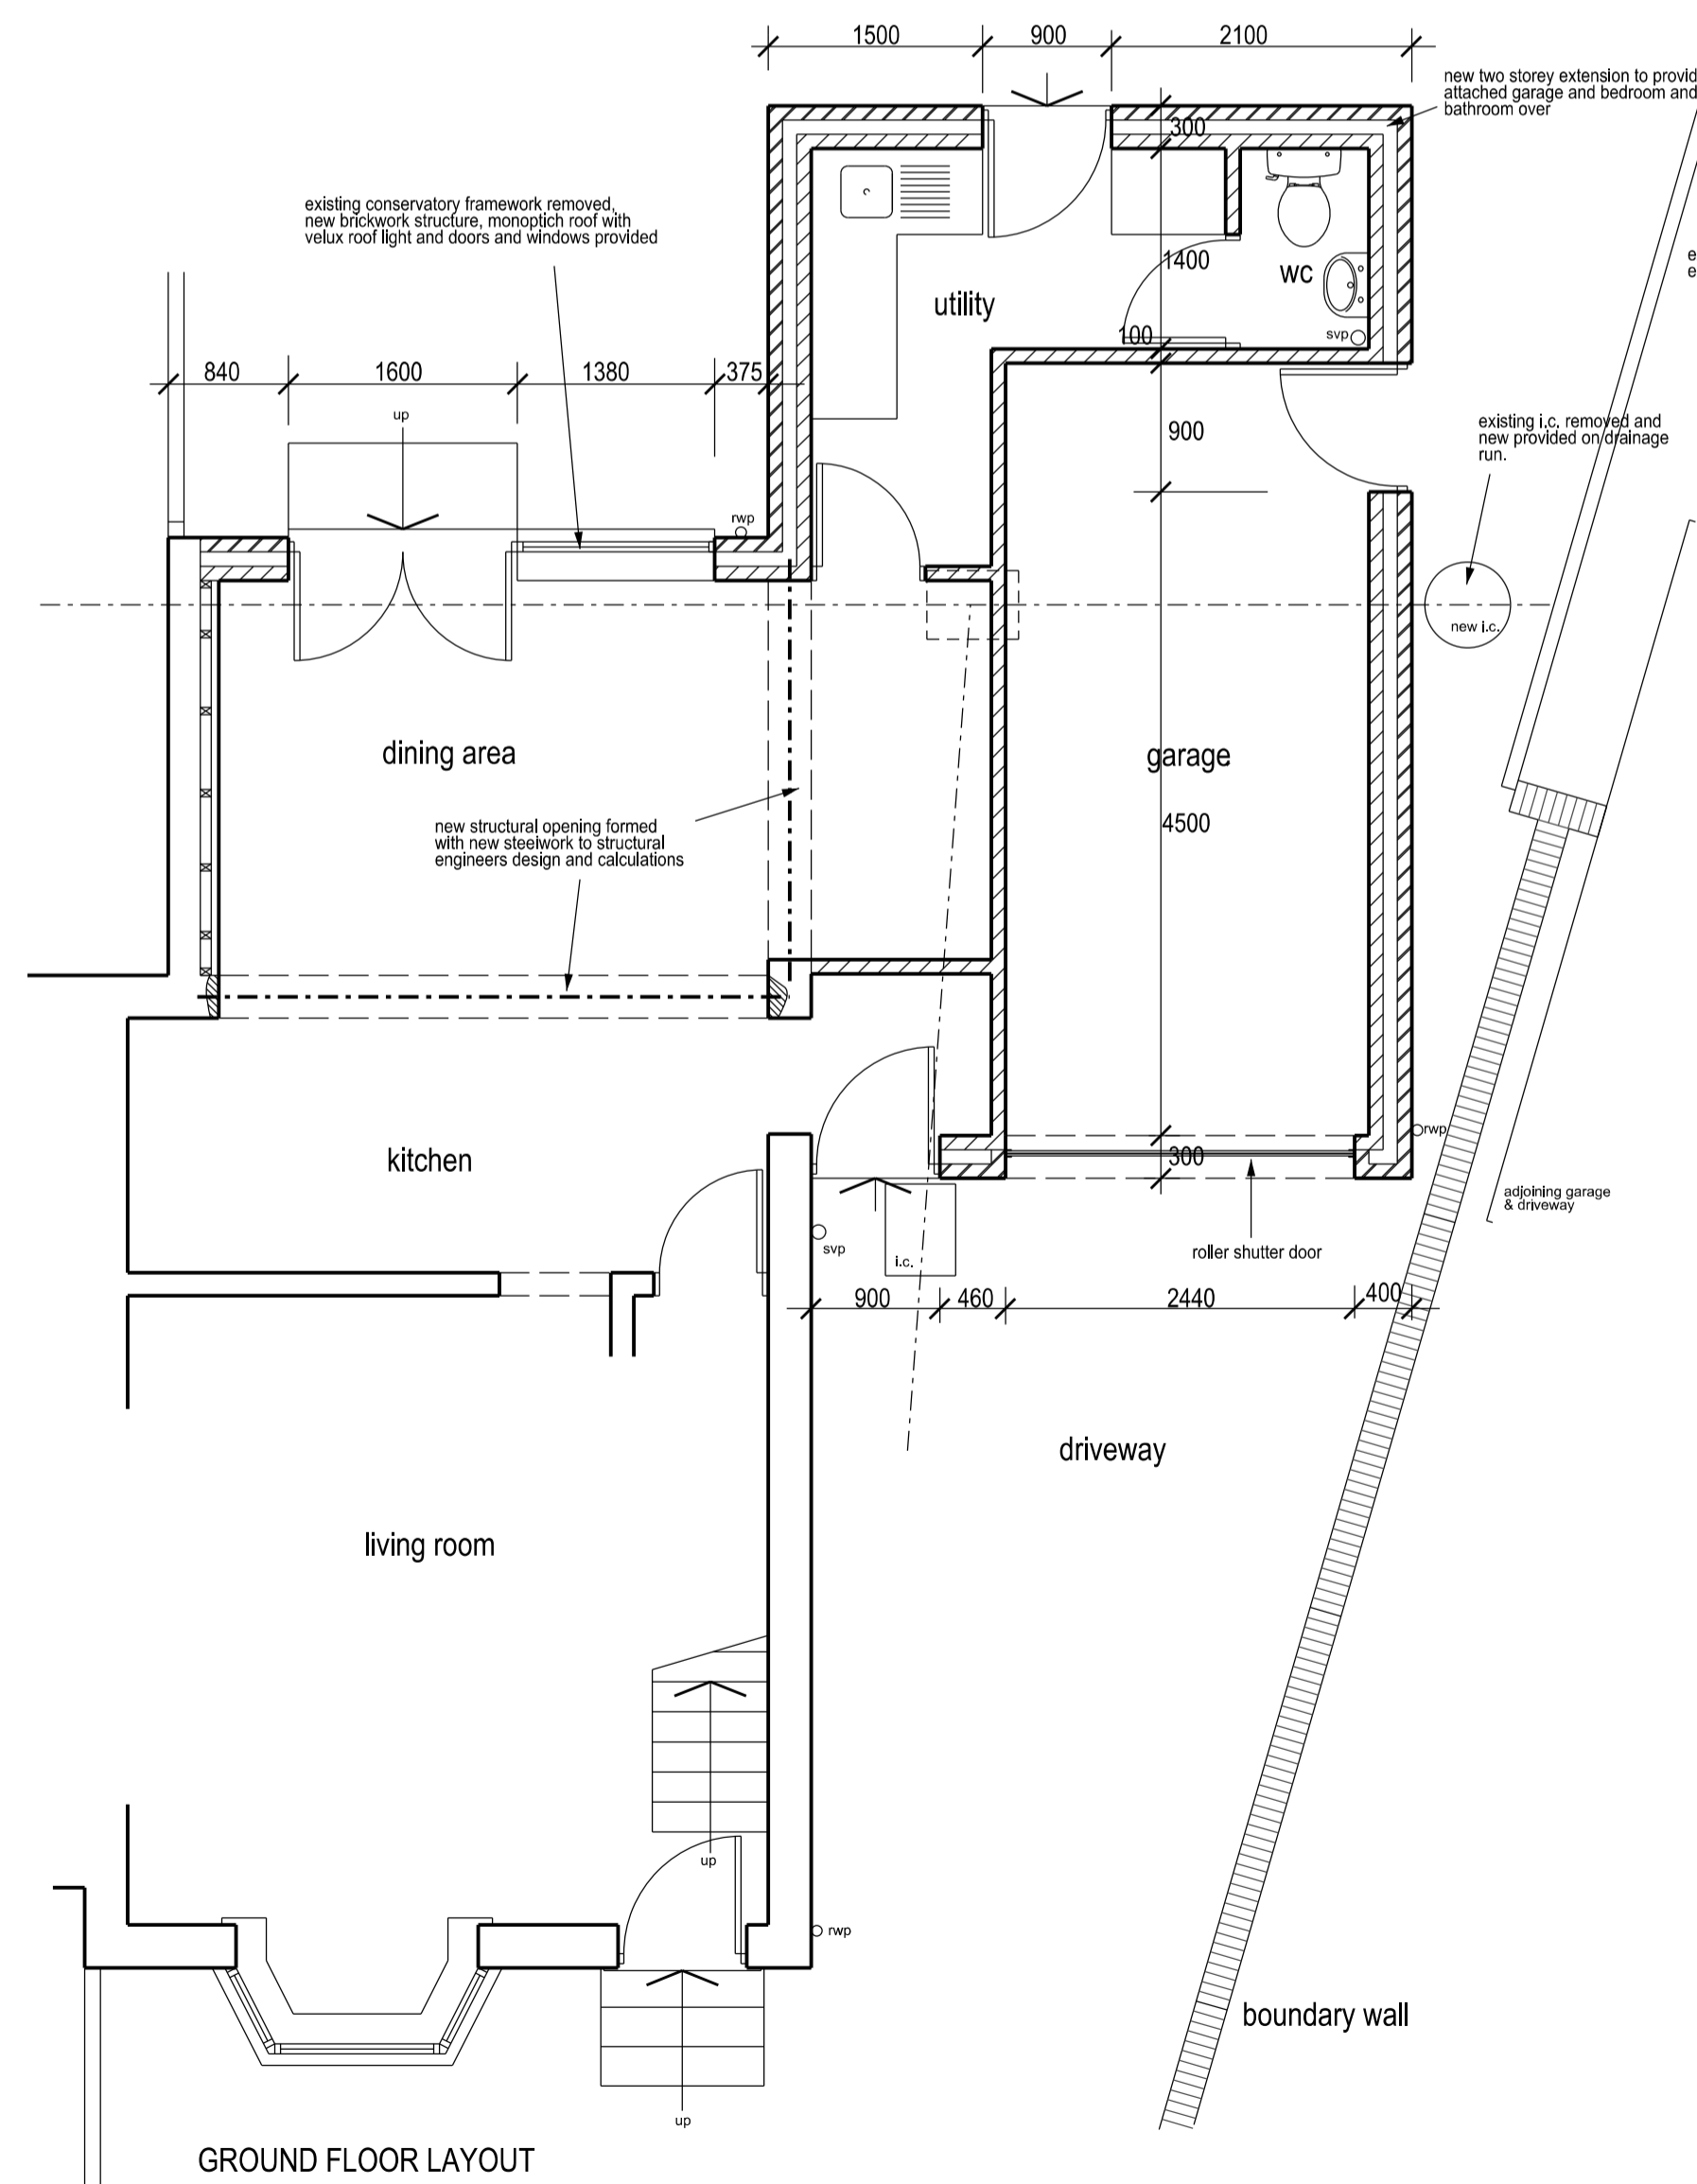 1500 900 2100
new two storey extension to provid
attached garage and bedroom and
bathroom over
300
existing conservatory framework removed,
new brickwork structure, monoptich roof with
velux roof light and doors and windows provided
1400
wc
e
e
utility
100
svp
840 1600 1380 375
up
900
existing i.c. removed and
new provided on drainage
run.
rwp
new i.c.
dining area
garage
new structural opening formed
with new steelwork to structural
engineers design and calculations
4500
kitchen
300
rwp
adjoining garage
& driveway
svp
i.c.
roller shutter door
900 460 2440 400
driveway
living room
up
rwp
boundary wall
up
GROUND FLOOR LAYOUT